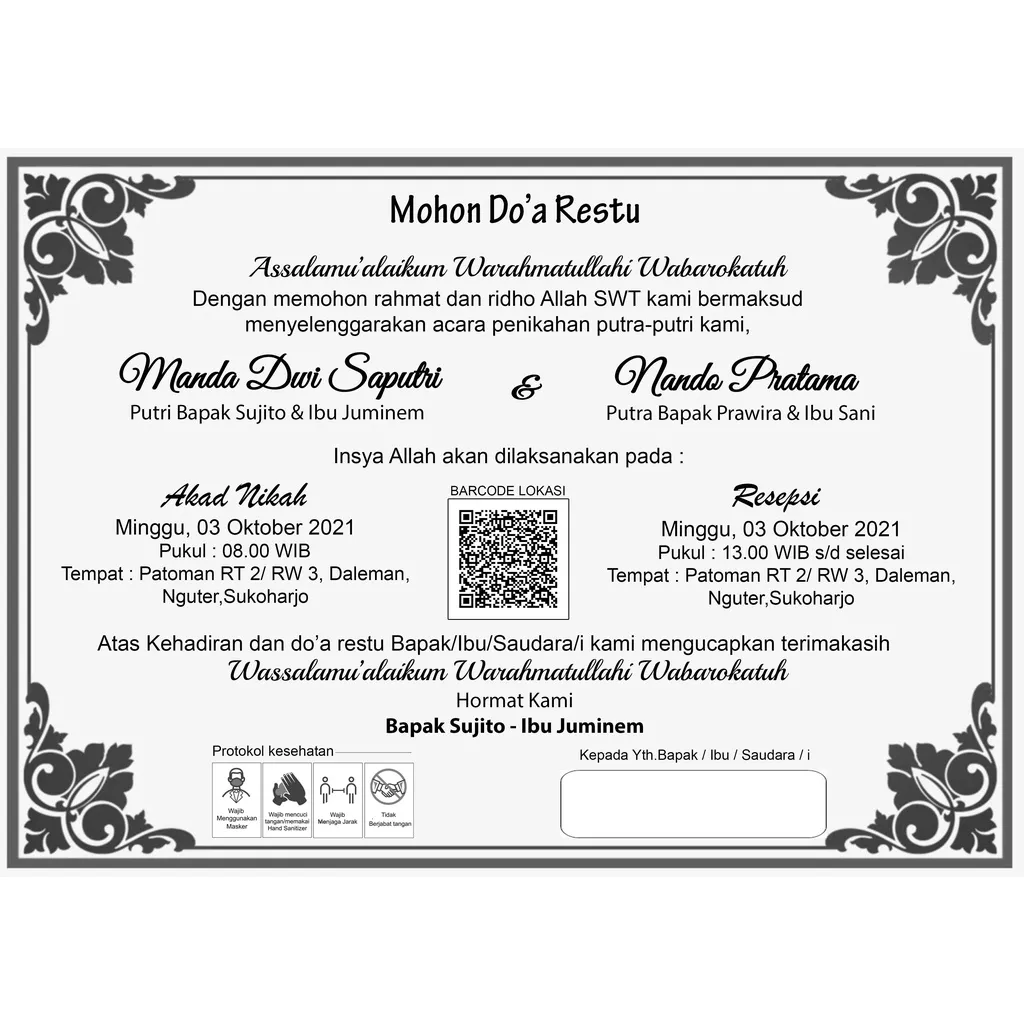 Mohon Do'a Restu
Assalamu'alaikum Warahmatullahi Wabarokatuh
Dengan memohon rahmat dan ridho Allah SWT kami bermaksud
menyelenggarakan acara penikahan putra-putri kami,
Manda Dwi Saputri
Putri Bapak Sujito & Ibu Juminem
&
Nando Pratama
Putra Bapak Prawira & Ibu Sani
Insya Allah akan dilaksanakan pada :
Akad Nikah
Minggu, 03 Oktober 2021
Pukul : 08.00 WIB
Tempat : Patoman RT 2/ RW 3, Daleman,
Nguter,Sukoharjo
BARCODE LOKASI
Resepsi
Minggu, 03 Oktober 2021
Pukul : 13.00 WIB s/d selesai
Tempat : Patoman RT 2/ RW 3, Daleman,
Nguter,Sukoharjo
Atas Kehadiran dan do'a restu Bapak/Ibu/Saudara/i kami mengucapkan terimakasih
Wassalamu'alaikum Warahmatullahi Wabarokatuh
Hormat Kami
Bapak Sujito - Ibu Juminem
Protokol kesehatan
Wajib
Menggunakan
Masker
Wajib mencuci
tangan/memakai
Hand Sanitizer
Wajib
Menjaga Jarak
Tidak
Berjabat tangan
Kepada Yth.Bapak / Ibu / Saudara / i